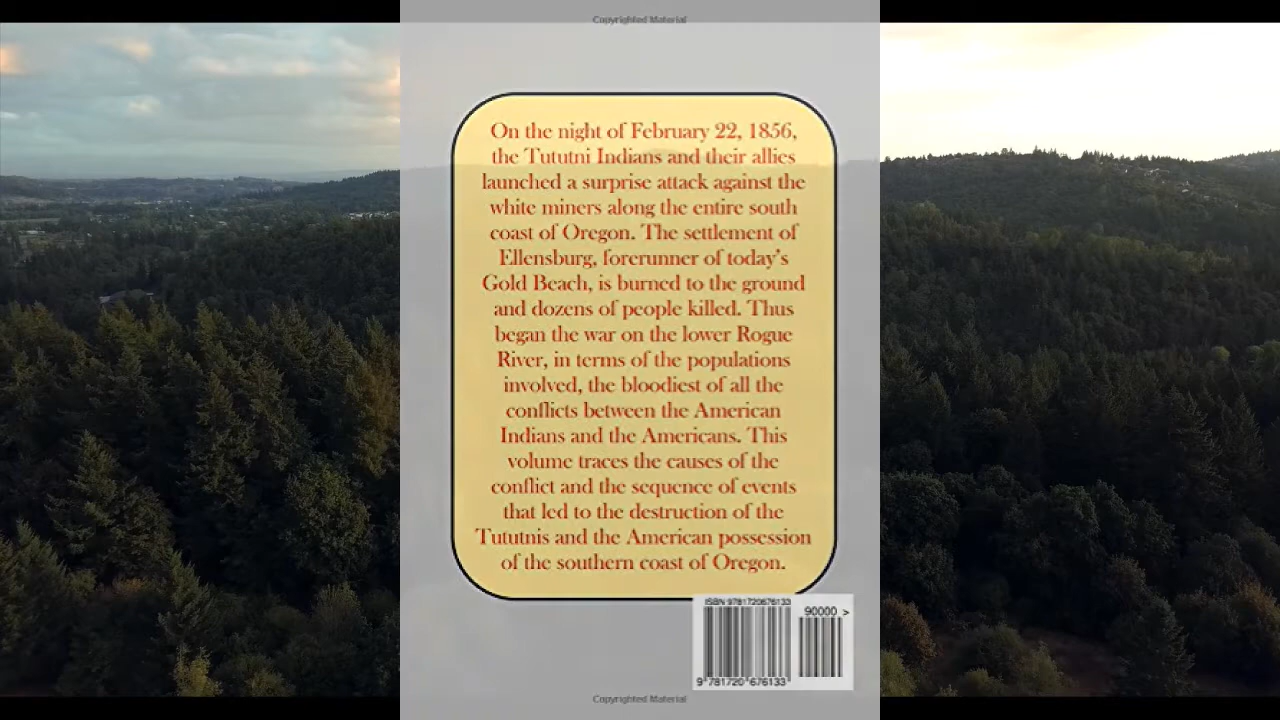 Copyrighted Material
On the night of February 22, 1856,
the Tututni Indians and their allies
launched a surprise attack against the
white miners along the entire south
coast of Oregon. The settlement of
Ellensburg, forerunner of today's
Gold Beach, is burned to the ground
and dozens of people killed. Thus
began the war on the lower Rogue
River, in terms of the populations
involved, the bloodiest of all the
conflicts between the American
Indians and the Americans. This
volume traces the causes of the
conflict and the sequence of events
that led to the destruction of the
Tututnis and the American possession
of the southern coast of Oregon.
ISBN 9781720676133
90000 >
9 781720 676133
Copyrighted Material